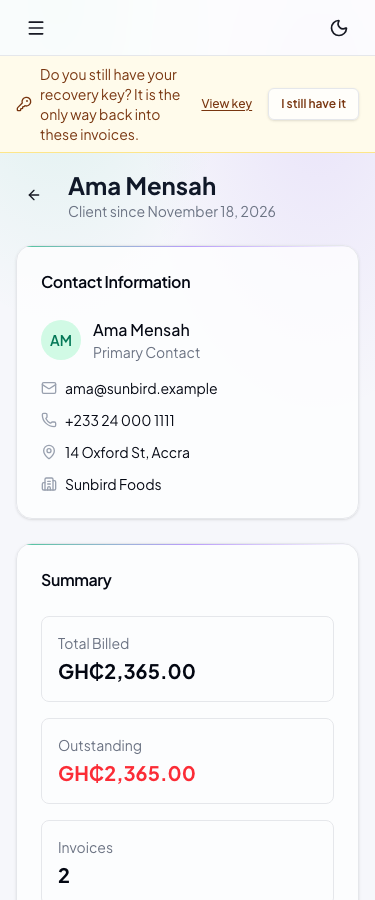 Do you still have your
recovery key? It is the
only way back into
these invoices.
View key
I still have it
Ama Mensah
Client since November 18, 2026
Contact Information
AM
Ama Mensah
Primary Contact
ama@sunbird.example
+233 24 000 1111
14 Oxford St, Accra
Sunbird Foods
Summary
Total Billed
GH₵2,365.00
Outstanding
GH₵2,365.00
Invoices
2